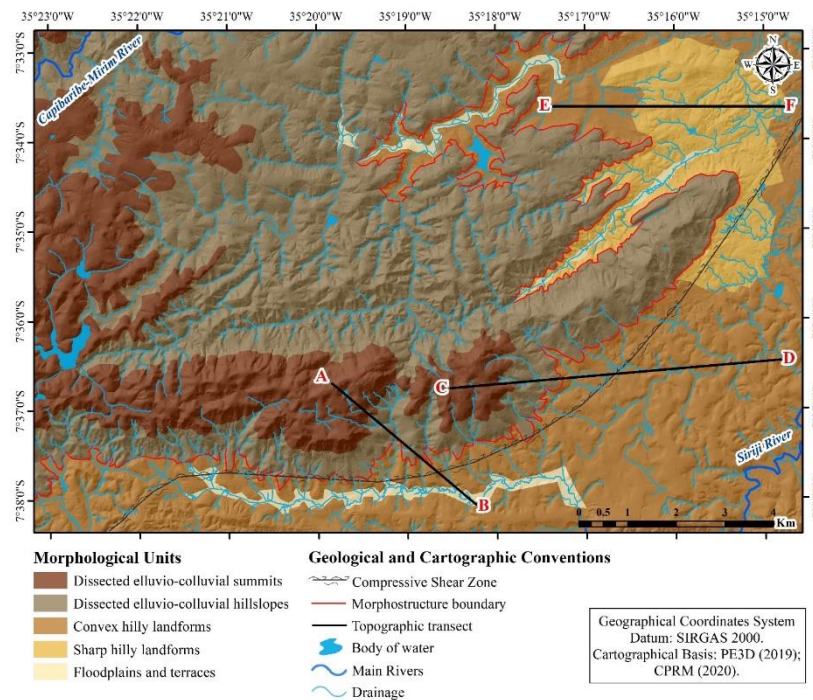 35°23'0"W 35°22'0"W 35°21'0"W 35°20'0"W 35°19'0"W 35°18'0"W 35°17'0"W 35°16'0"W 35°15'0"W
7°33'0"S
7°34'0"S
7°35'0"S
7°36'0"S
7°37'0"S
7°38'0"S
Capibaribe-Mirim River
N
W E
S
E F
A
C D
B
Siriji River
0 0.5 1 2 3 4
Km
Morphological Units
Dissected elluvio-colluvial summits
Dissected elluvio-colluvial hillslopes
Convex hilly landforms
Sharp hilly landforms
Floodplains and terraces
Geological and Cartographic Conventions
Compressive Shear Zone
Morphostructure boundary
Topographic transect
Body of water
Main Rivers
Drainage
Geographical Coordinates System
Datum: SIRGAS 2000.
Cartographical Basis: PE3D (2019);
CPRM (2020).